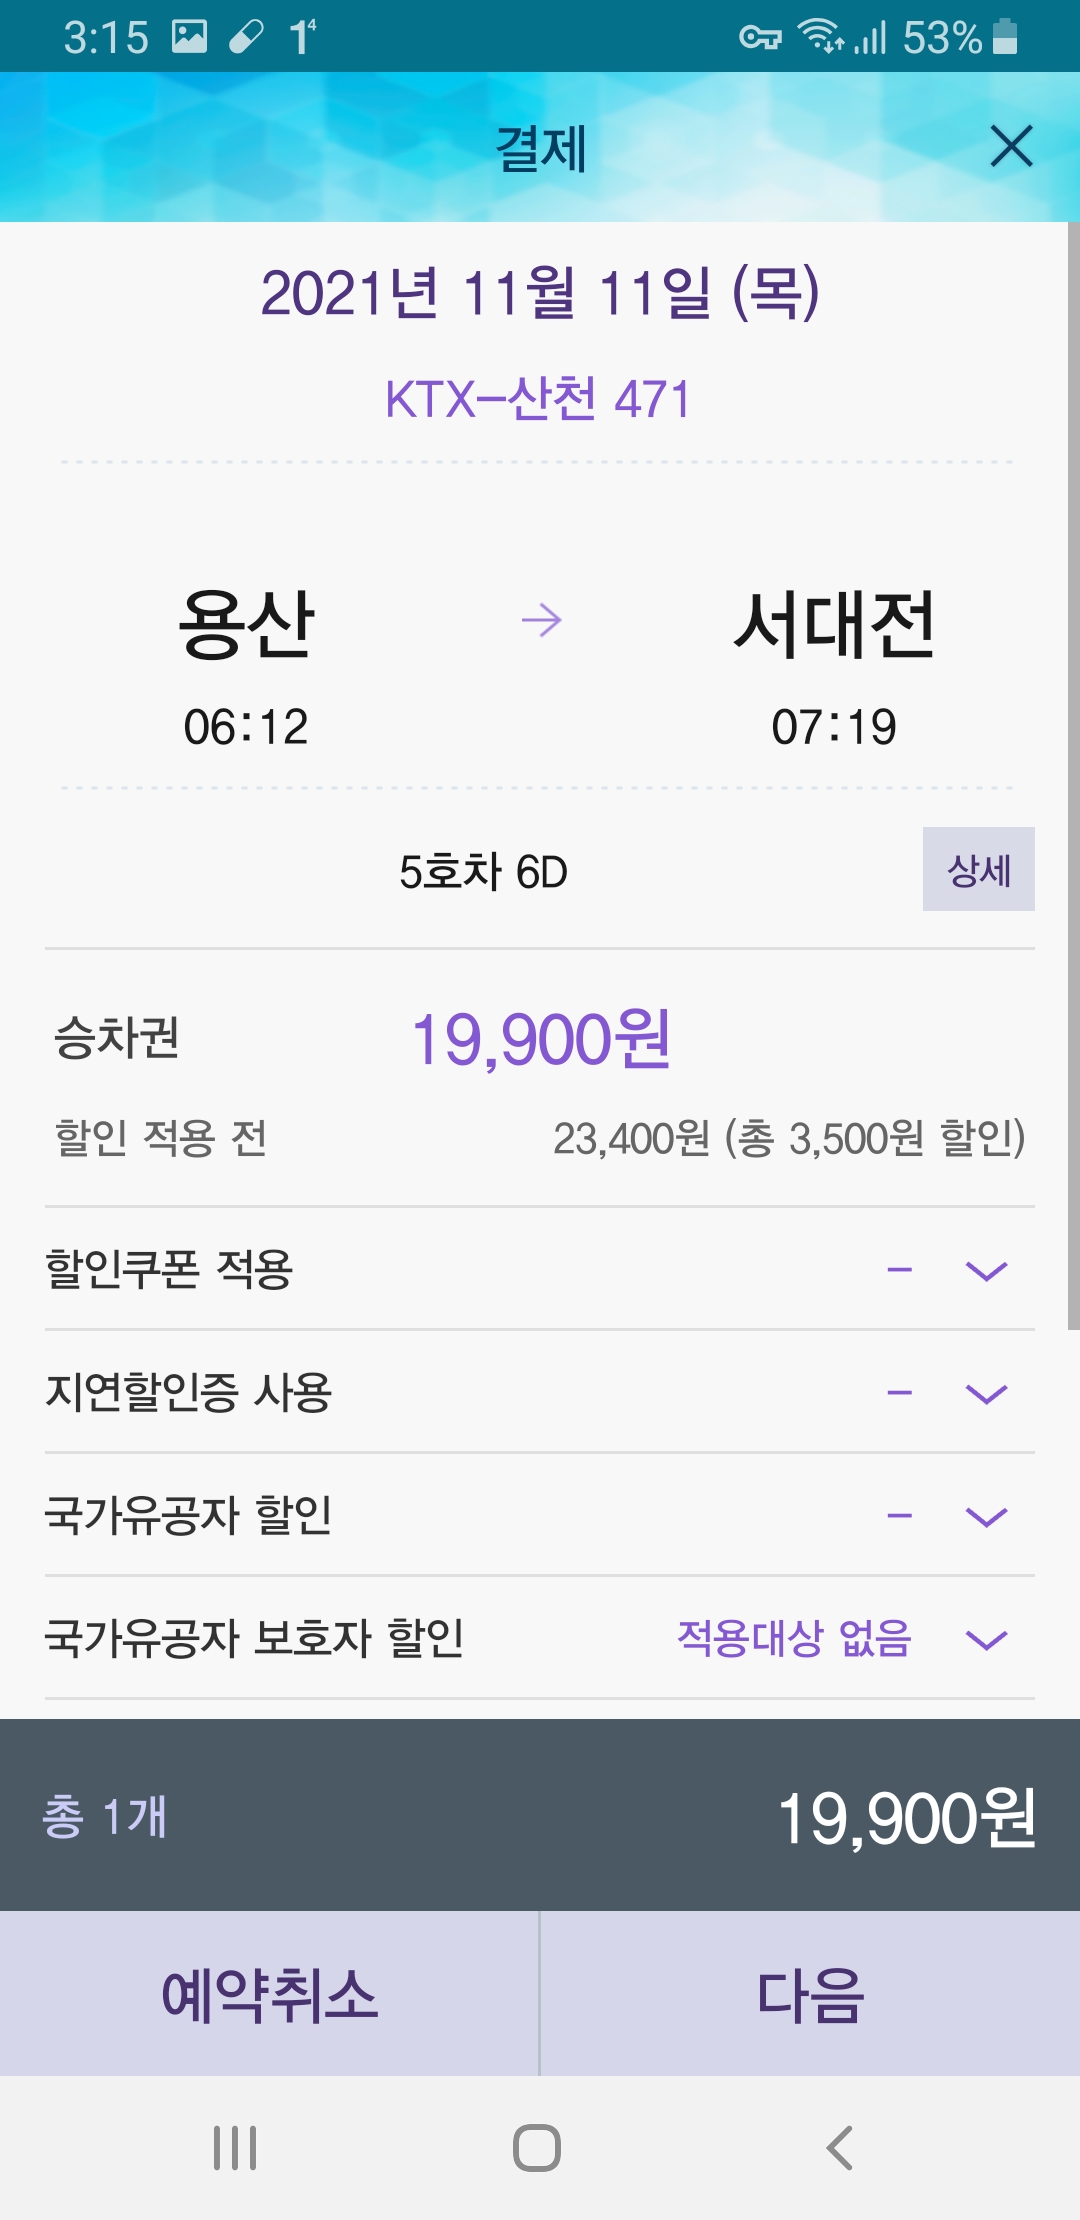 3:15 1 4 53%
결제
2021년 11월 11일 (목)
KTX-산천 471
용산 → 서대전
06:12 07:19
5호차 6D 상세
승차권 19,900원
할인 적용 전 23,400원 (총 3,500원 할인)
할인쿠폰 적용 -
지연할인증 사용 -
국가유공자 할인 -
국가유공자 보호자 할인 적용대상 없음
총 1개 19,900원
예약취소 다음